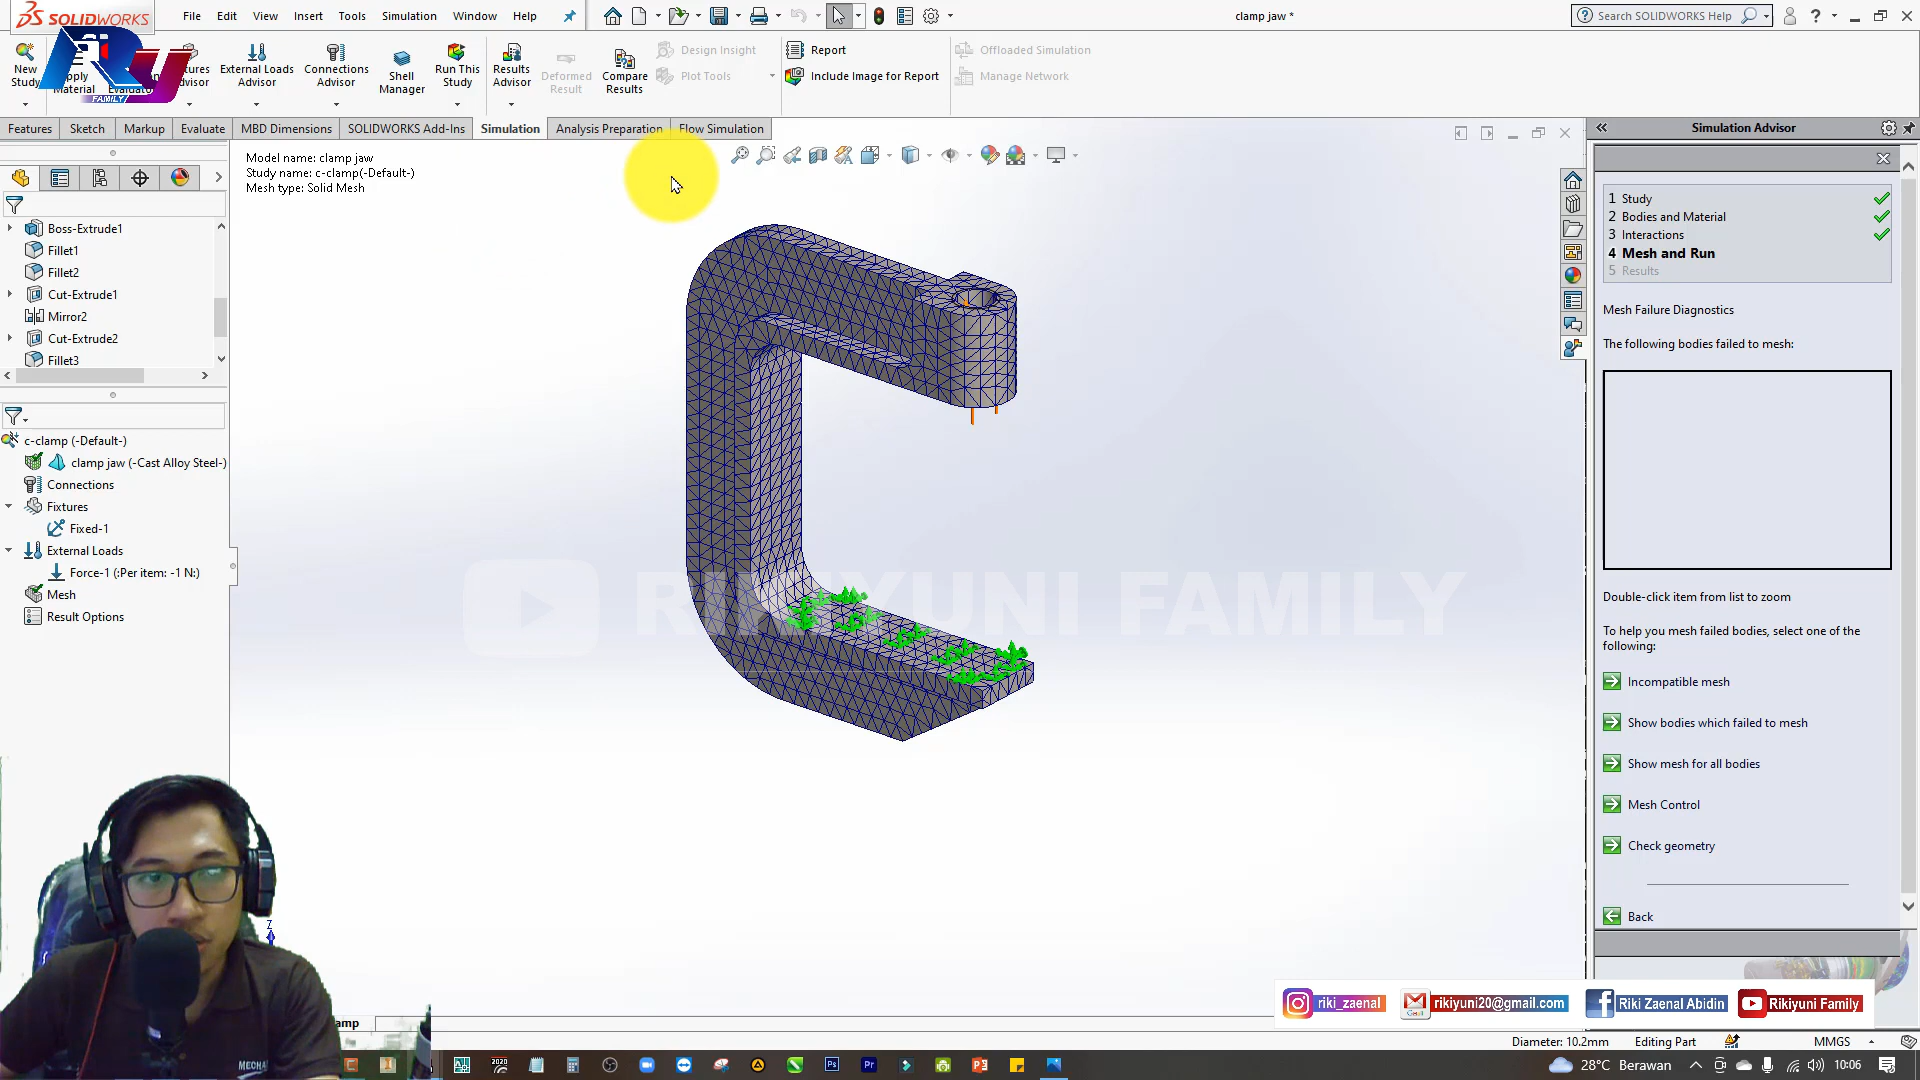 SOLIDWORKS
File Edit View Insert Tools Simulation Window Help
clamp jaw *
Search SOLIDWORKS Help
New Study
Material
External Loads Advisor
Connections Advisor
Shell Manager
Run This Study
Results Advisor
Deformed Result
Compare Results
Design Insight
Plot Tools
Report
Include Image for Report
Offloaded Simulation
Manage Network
FAMILY
Features Sketch Markup Evaluate MBD Dimensions SOLIDWORKS Add-Ins Simulation Analysis Preparation Flow Simulation
Model name: clamp jaw
Study name: c-clamp(-Default-)
Mesh type: Solid Mesh
Boss-Extrude1
Fillet1
Fillet2
Cut-Extrude1
Mirror2
Cut-Extrude2
Fillet3
c-clamp (-Default-)
clamp jaw (-Cast Alloy Steel-)
Connections
Fixtures
Fixed-1
External Loads
Force-1 (:Per item: -1 N:)
Mesh
Result Options
RIKIYUNI FAMILY
Simulation Advisor
1 Study
2 Bodies and Material
3 Interactions
4 Mesh and Run
5 Results
Mesh Failure Diagnostics
The following bodies failed to mesh:
Double-click item from list to zoom
To help you mesh failed bodies, select one of the
following:
Incompatible mesh
Show bodies which failed to mesh
Show mesh for all bodies
Mesh Control
Check geometry
Back
Z
riki_zaenal
Gmail
rikiyuni20@gmail.com
Riki Zaenal Abidin
Rikiyuni Family
Diameter: 10.2mm Editing Part MMGS
28°C Berawan 10:06